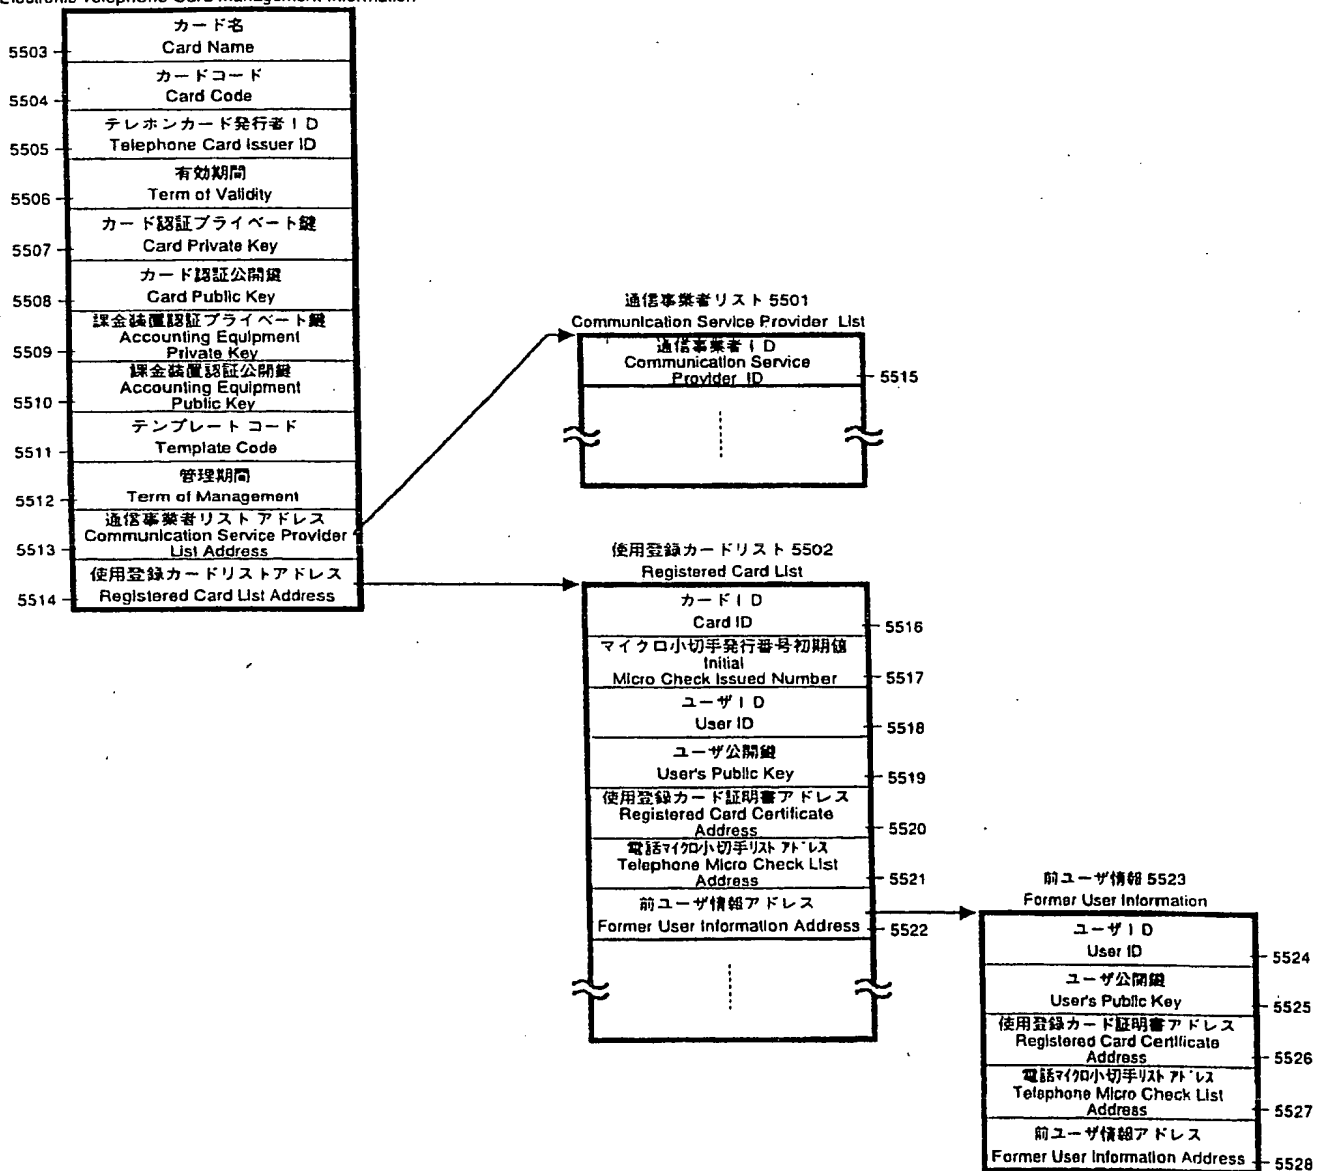 Electronic Telephone Card Management Information
カード名
Card Name
5503
カードコード
Card Code
5504
テレホンカード発行者ID
Telephone Card Issuer ID
5505
有効期間
Term of Validity
5506
カード認証プライベート鍵
Card Private Key
5507
カード認証公開鍵
Card Public Key
5508
課金装置認証プライベート鍵
Accounting Equipment
Private Key
5509
課金装置認証公開鍵
Accounting Equipment
Public Key
5510
テンプレートコード
Template Code
5511
管理期間
Term of Management
5512
通信事業者リストアドレス
Communication Service Provider
List Address
5513
使用登録カードリストアドレス
Registered Card List Address
5514
通信事業者リスト 5501
Communication Service Provider List
通信事業者ID
Communication Service
Provider ID
5515
使用登録カードリスト 5502
Registered Card List
カードID
Card ID
5516
マイクロ小切手発行番号初期値
Initial
Micro Check Issued Number
5517
ユーザID
User ID
5518
ユーザ公開鍵
User's Public Key
5519
使用登録カード証明書アドレス
Registered Card Certificate
Address
5520
電話マイクロ小切手リストアドレス
Telephone Micro Check List
Address
5521
前ユーザ情報アドレス
Former User Information Address
5522
前ユーザ情報 5523
Former User Information
ユーザID
User ID
5524
ユーザ公開鍵
User's Public Key
5525
使用登録カード証明書アドレス
Registered Card Certificate
Address
5526
電話マイクロ小切手リストアドレス
Telephone Micro Check List
Address
5527
前ユーザ情報アドレス
Former User Information Address
5528